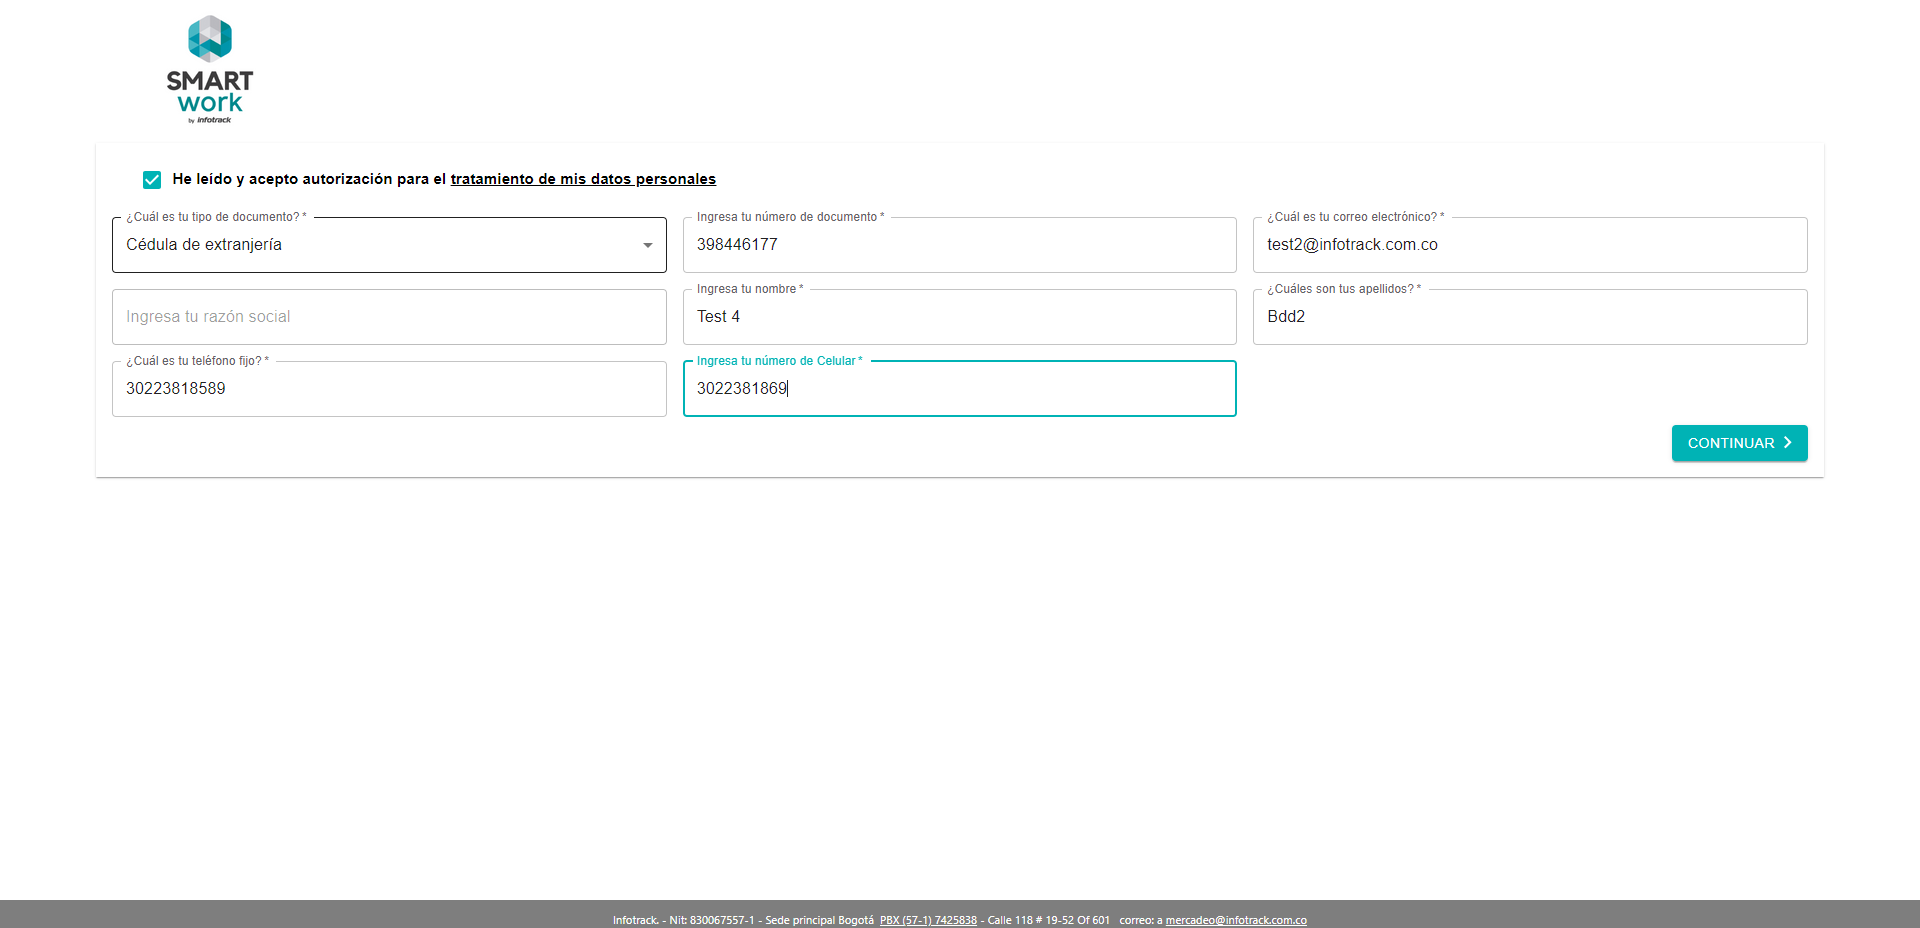 SMART
work
by infotrack
He leído y acepto autorización para el tratamiento de mis datos personales
¿Cuál es tu tipo de documento? *
Cédula de extranjería
Ingresa tu número de documento *
398446177
¿Cuál es tu correo electrónico? *
test2@infotrack.com.co
Ingresa tu razón social
Ingresa tu nombre *
Test 4
¿Cuáles son tus apellidos? *
Bdd2
¿Cuál es tu teléfono fijo? *
30223818589
Ingresa tu número de Celular *
3022381869
CONTINUAR
Infotrack. - Nit: 830067557-1 - Sede principal Bogotá PBX (57-1) 7425838 - Calle 118 # 19-52 Of 601 correo: a mercadeo@infotrack.com.co